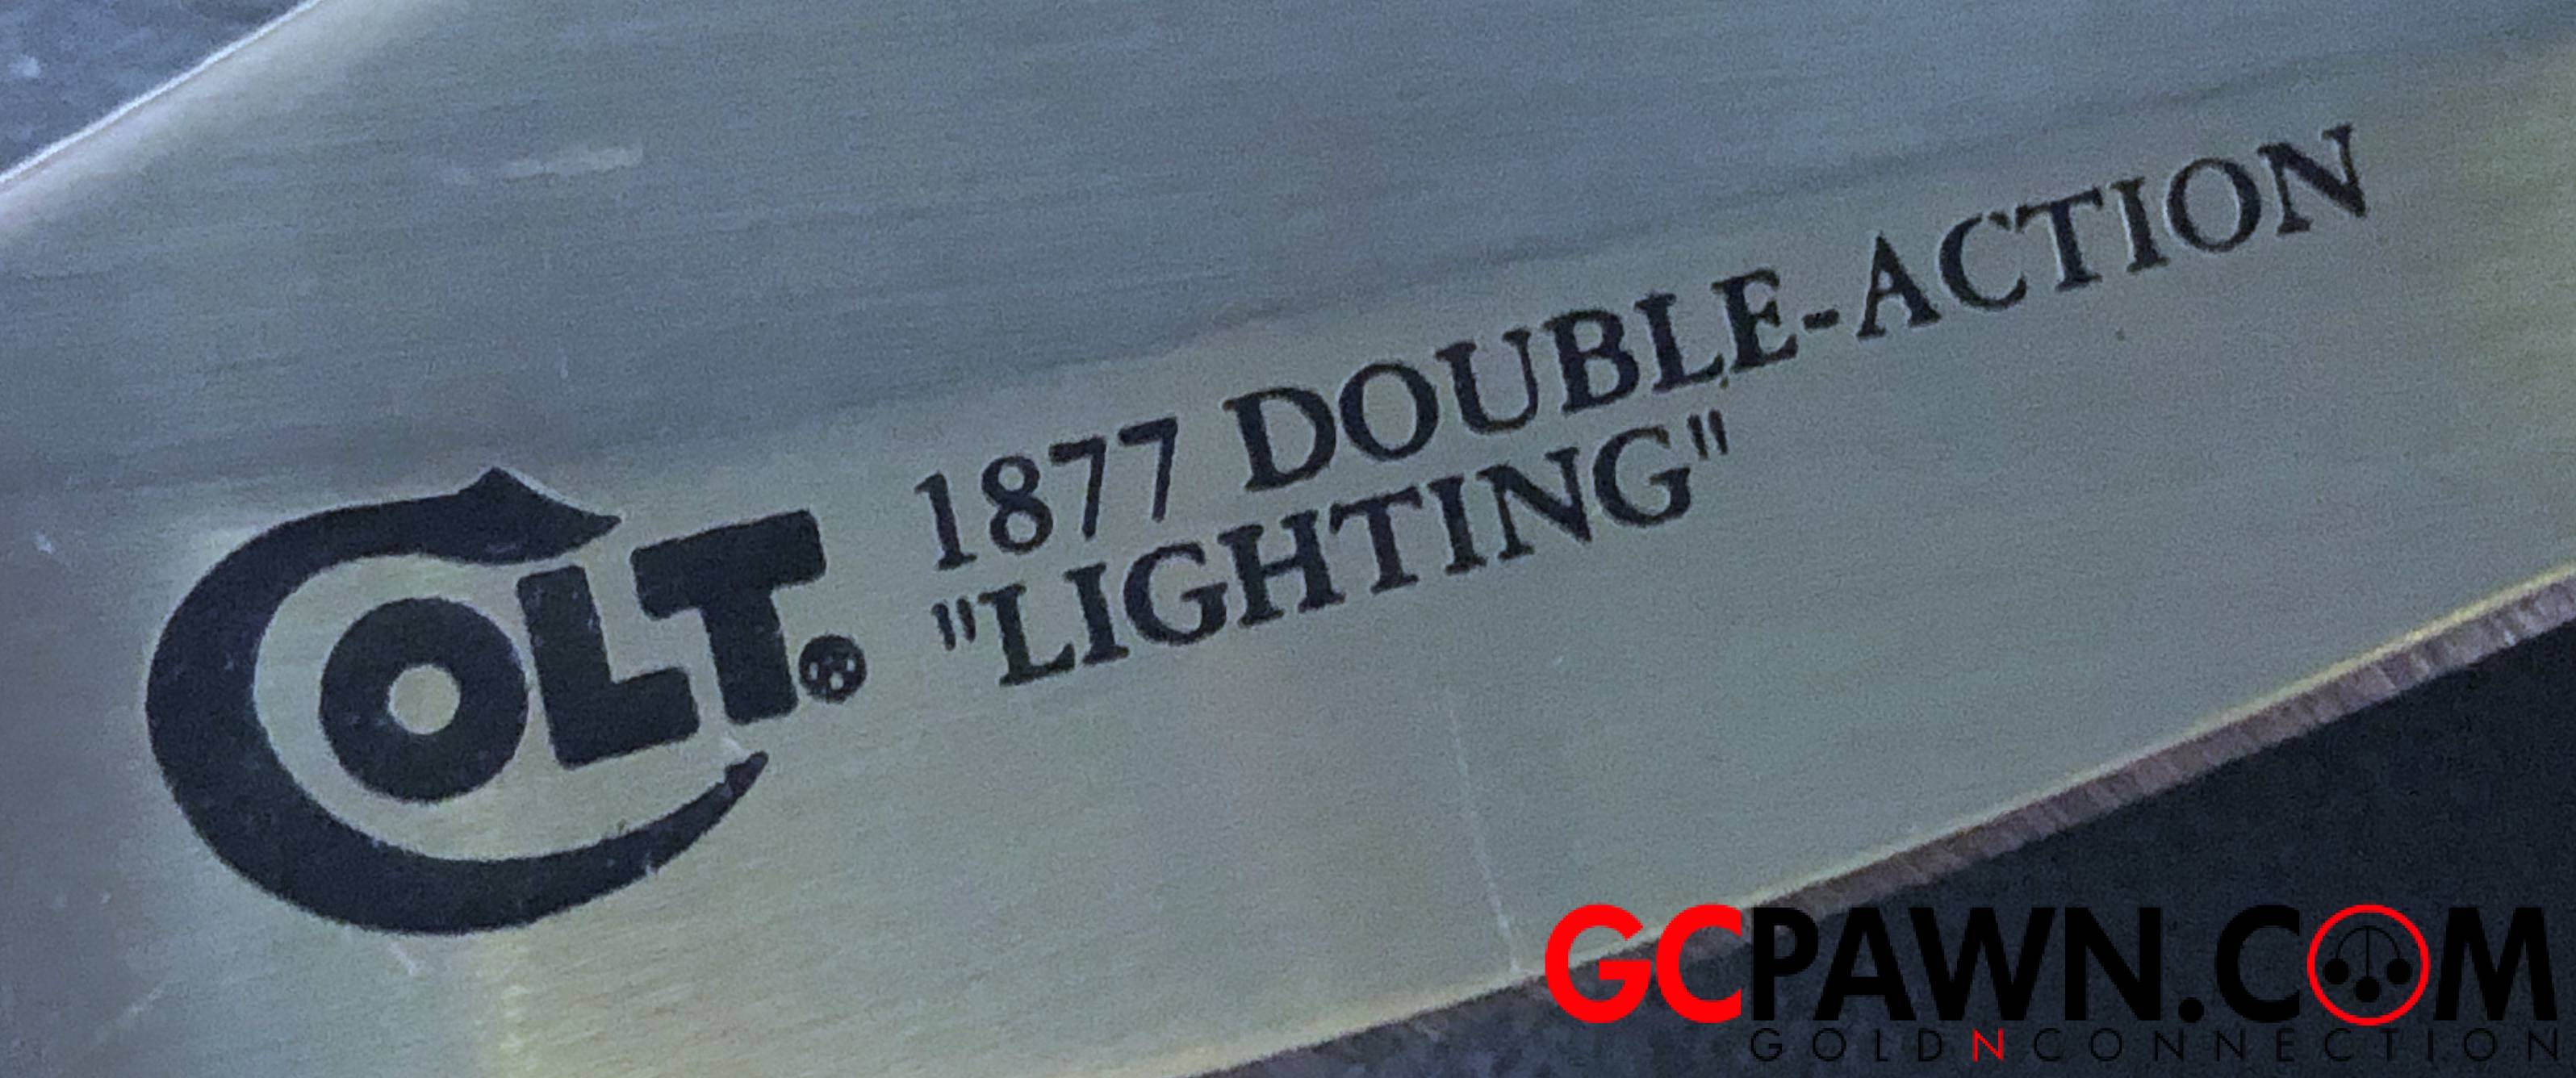 COLT®
1877 DOUBLE-ACTION
"LIGHTING"
GCPAWN.COM
GOLDNCONNECTION